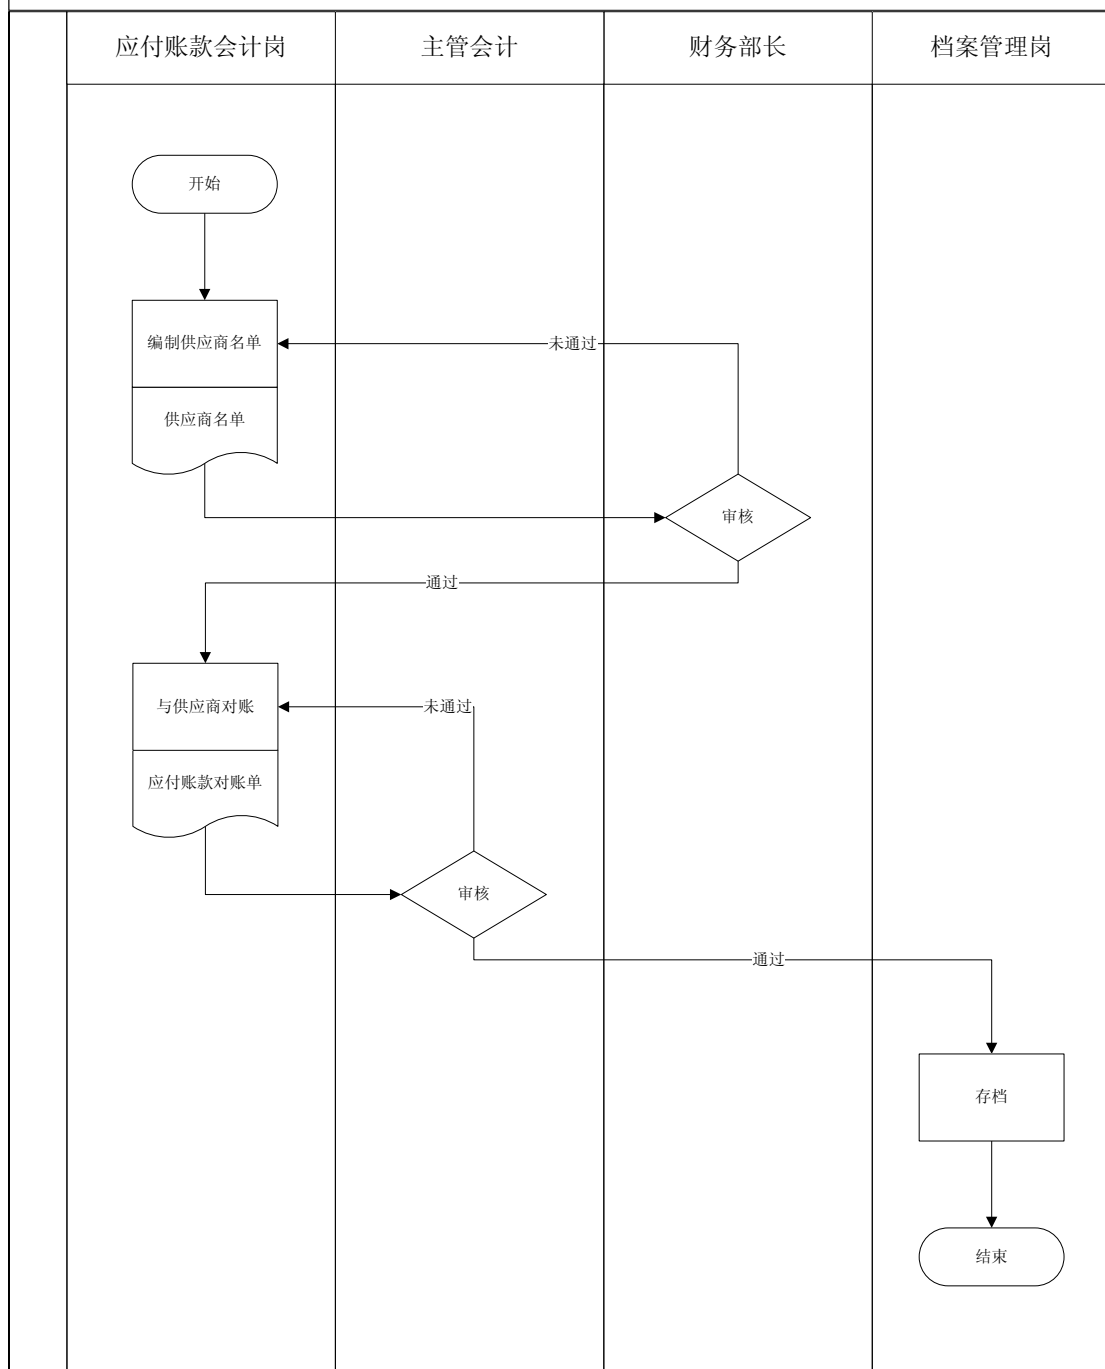 应付账款会计岗
主管会计
财务部长
档案管理岗
开始
编制供应商名单
未通过
供应商名单
审核
通过
与供应商对账
未通过
应付账款对账单
审核
通过
存档
结束